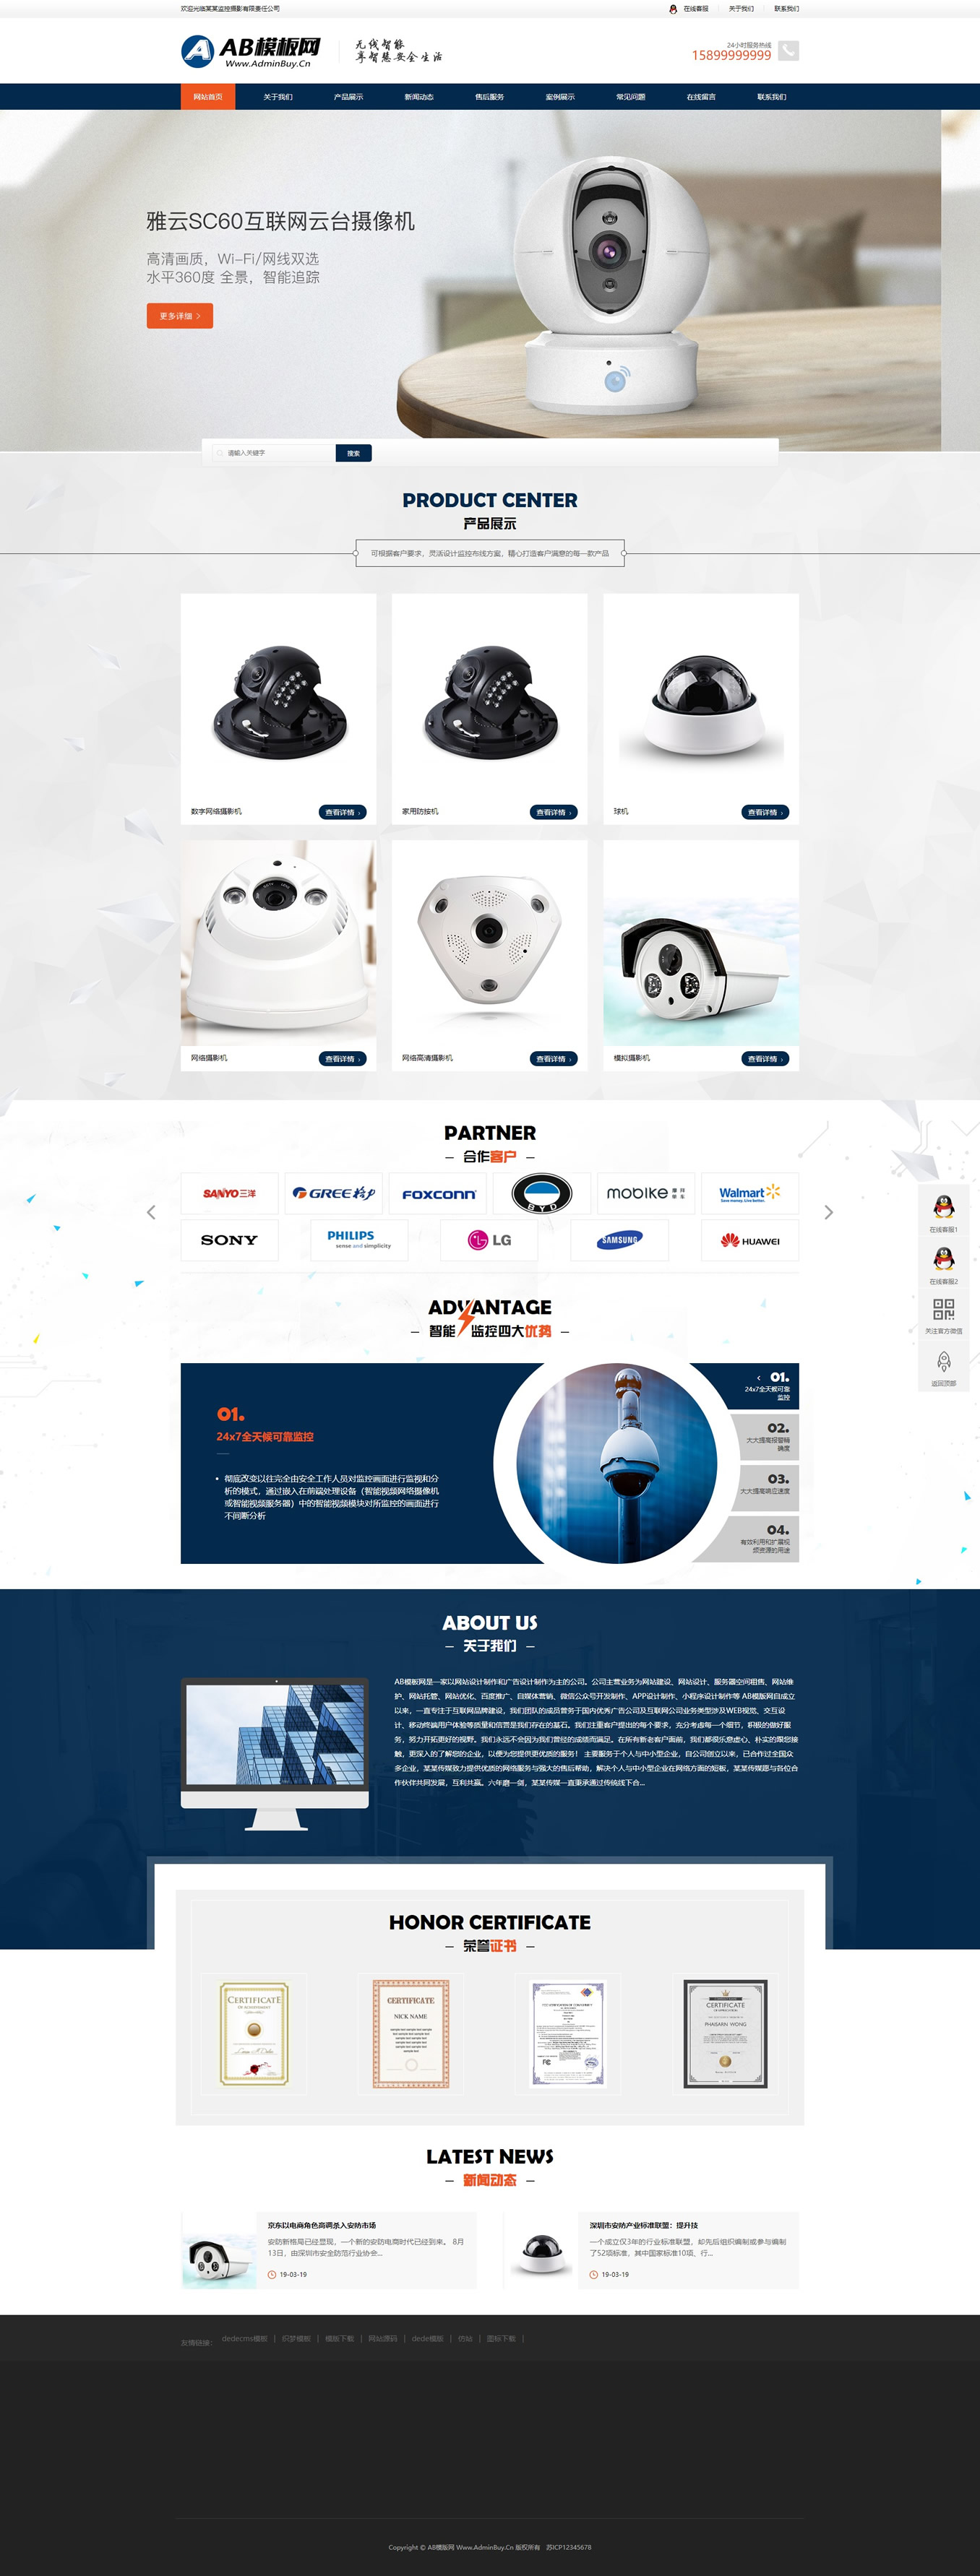 欢迎光临某某监控摄影有限责任公司
在线客服 关于我们 联系我们
AB模板网
Www.AdminBuy.Cn
无线智能
尊智慧安全生活
24小时服务热线
15899999999
网站首页 关于我们 产品展示 新闻动态 售后服务 案例展示 常见问题 在线留言 联系我们
雅云SC60互联网云台摄像机
高清画质，Wi-Fi/网线双选
水平360度 全景，智能追踪
更多详细 >
请输入关键字 搜索
PRODUCT CENTER
产品展示
可根据客户要求，灵活设计监控布线方案，精心打造客户满意的每一款产品
数字网络摄影机 查看详情 ›
家用防按机 查看详情 ›
球机 查看详情 ›
网络摄影机 查看详情 ›
网络高清摄影机 查看详情 ›
模拟摄影机 查看详情 ›
PARTNER
合作客户
SANYO三洋 GREE格力 FOXCONN BYD mobike 摩拜单车 Walmart
Save money. Live better.
SONY PHILIPS LG SAMSUNG HUAWEI
sense and simplicity
在线客服1
在线客服2
关注官方微信
返回顶部
ADVANTAGE
智能 监控四大优势
01.
24x7全天候可靠监控
彻底改变以往完全由安全工作人员对监控画面进行监视和分
析的模式，通过嵌入在前端处理设备（智能视频网络摄像机
或智能视频服务器）中的智能视频模块对所监控的画面进行
不间断分析
‹ 01.
24x7全天候可靠
监控
02.
大大提高报警精
确度
03.
大大提高响应速度
04.
有效利用和扩展视
频资源的用途
ABOUT US
关于我们
AB模板网是一家以网站设计制作和广告设计制作为主的公司。公司主营业务为网站建设、网站设计、服务器空间租售、网站维
护、网站托管、网站优化、百度推广、自媒体营销、微信公众号开发制作、APP设计制作、小程序设计制作等 AB模版网自成立
以来，一直专注于互联网品牌建设，我们团队的成员曾务于国内优秀广告公司及互联网公司业务类型涉及WEB视觉、交互设
计、移动终端用户体验等质量和信誉是我们存在的基石。我们注重客户提出的每个要求，充分考虑每一个细节，积极的做好服
务，努力开拓更好的视野。我们永远不会因为我们曾经的成绩而满足。在所有新老客户面前，我们都很乐意虚心、朴实的跟您接
触，更深入的了解您的企业，以便为您提供更优质的服务！ 主要服务于个人与中小型企业，自公司创立以来，已合作过全国众
多企业，某某传媒致力提供优质的网络服务与强大的售后帮助，解决个人与中小型企业在网络方面的短板，某某传媒愿与各位合
作伙伴共同发展，互利共赢。六年磨一剑，某某传媒一直秉承通过传统线下合...
HONOR CERTIFICATE
荣誉证书
CERTIFICATE
CERTIFICATE
NICK NAME
CERTIFICATE
PHAISARN WONG
LATEST NEWS
新闻动态
京东以电商角色高调杀入安防市场
安防新格局已经显现，一个新的安防电商时代已经到来。 8月
13日，由深圳市安全防范行业协会...
19-03-19
深圳市安防产业标准联盟：提升技
一个成立仅3年的行业标准联盟，却先后组织编制或参与编制
了52项标准，其中国家标准10项、行...
19-03-19
友情链接： dedecms模板 | 织梦模板 | 模版下载 | 网站源码 | dede模版 | 仿站 | 图标下载 |
Copyright © AB模板网 Www.AdminBuy.Cn 版权所有 苏ICP12345678